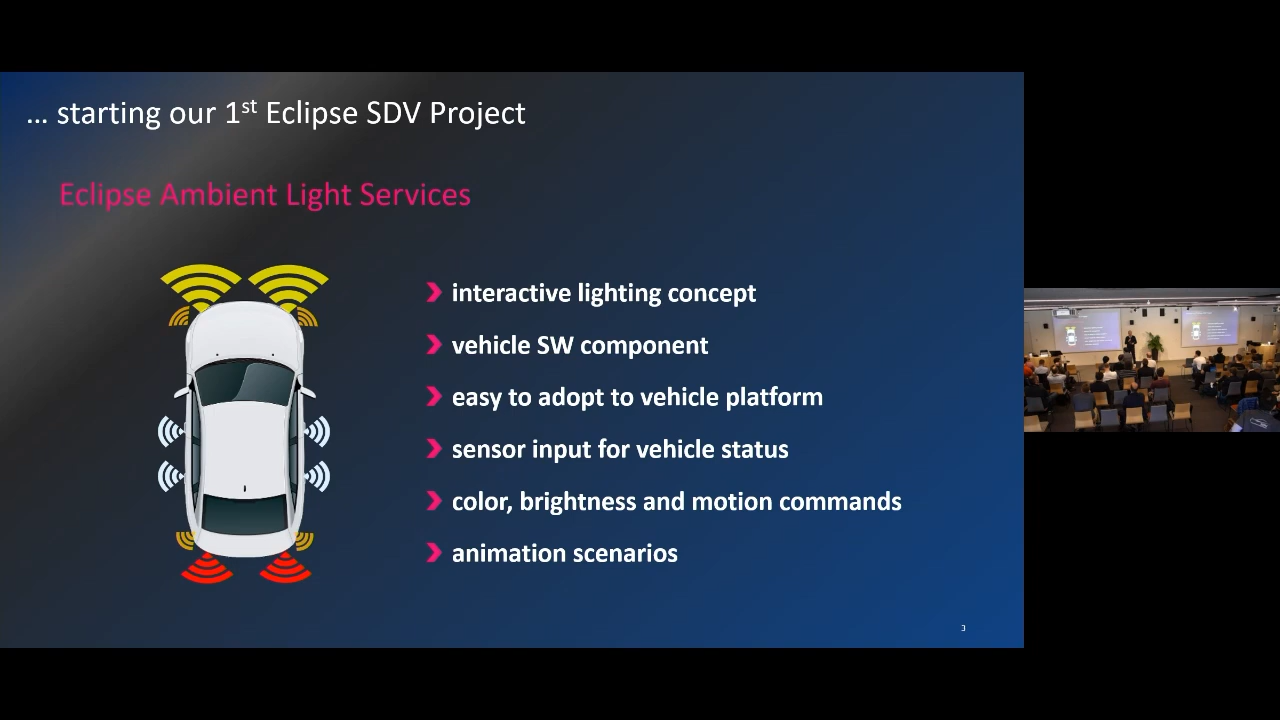 ... starting our 1st Eclipse SDV Project
Eclipse Ambient Light Services
interactive lighting concept
vehicle SW component
easy to adopt to vehicle platform
sensor input for vehicle status
color, brightness and motion commands
animation scenarios
3